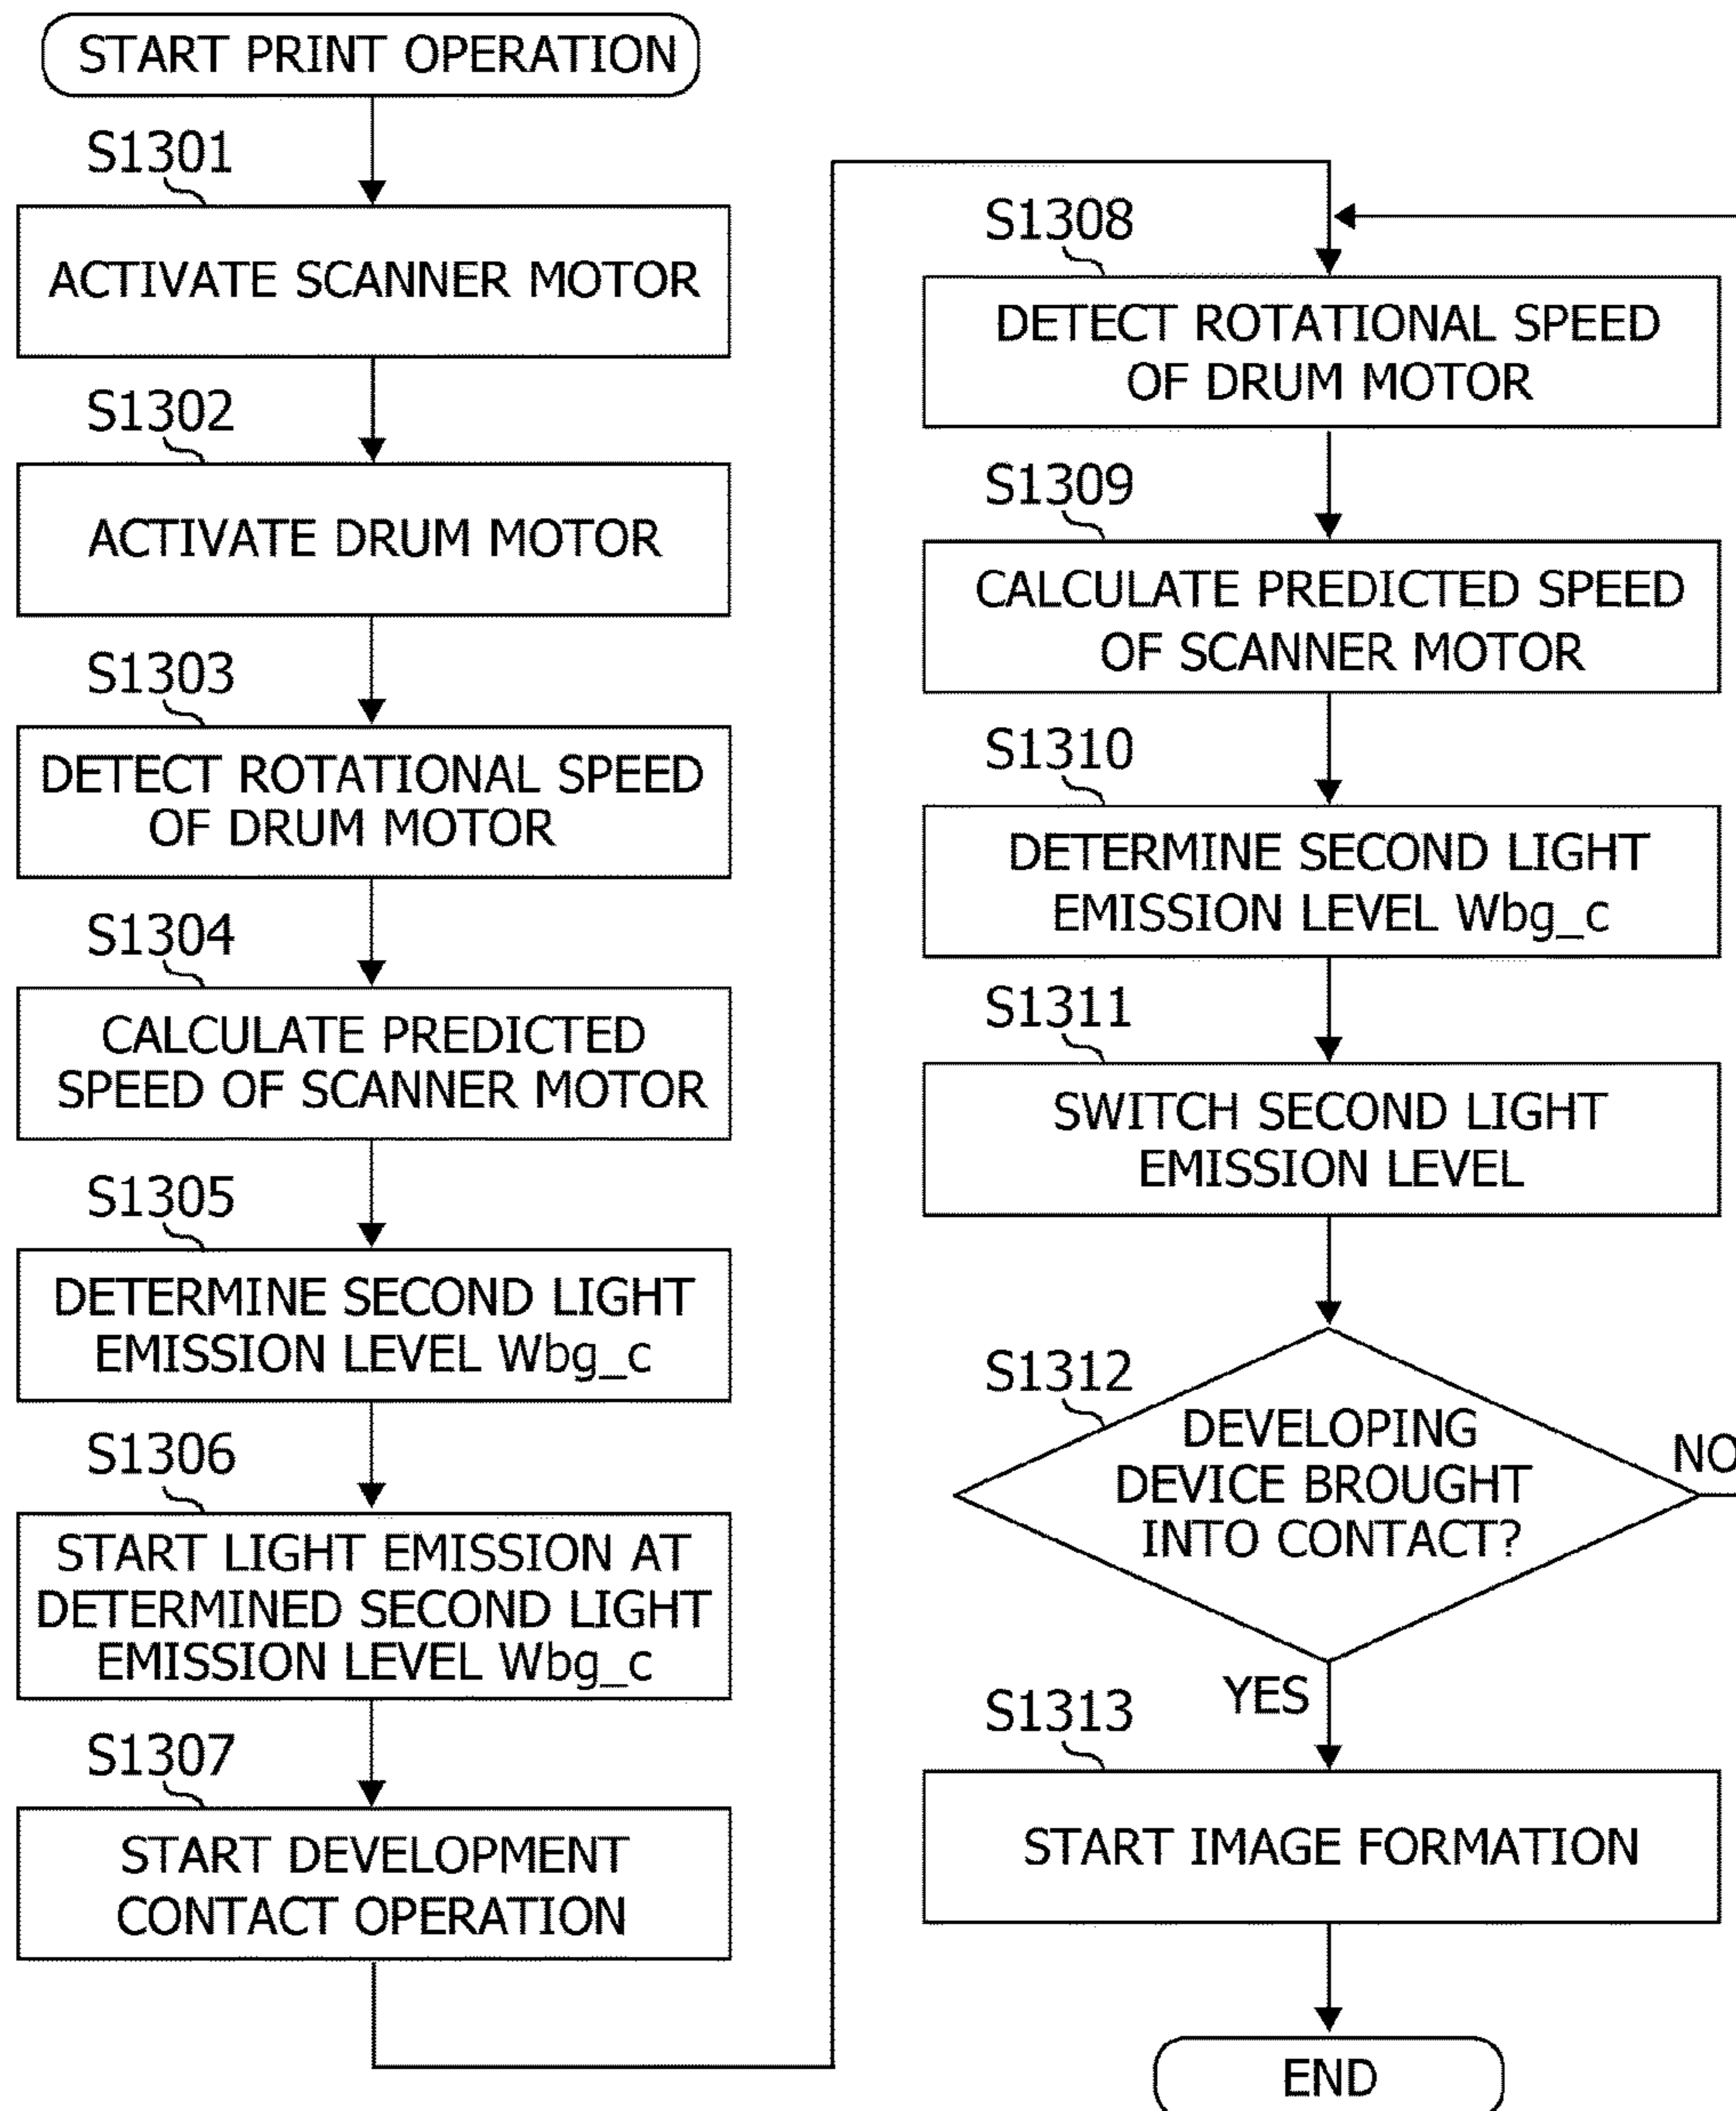 START PRINT OPERATION
S1301
ACTIVATE SCANNER MOTOR
S1302
ACTIVATE DRUM MOTOR
S1303
DETECT ROTATIONAL SPEED
OF DRUM MOTOR
S1304
CALCULATE PREDICTED
SPEED OF SCANNER MOTOR
S1305
DETERMINE SECOND LIGHT
EMISSION LEVEL Wbg_c
S1306
START LIGHT EMISSION AT
DETERMINED SECOND LIGHT
EMISSION LEVEL Wbg_c
S1307
START DEVELOPMENT
CONTACT OPERATION
S1308
DETECT ROTATIONAL SPEED
OF DRUM MOTOR
S1309
CALCULATE PREDICTED SPEED
OF SCANNER MOTOR
S1310
DETERMINE SECOND LIGHT
EMISSION LEVEL Wbg_c
S1311
SWITCH SECOND LIGHT
EMISSION LEVEL
S1312
DEVELOPING
DEVICE BROUGHT
INTO CONTACT?
NO
YES
S1313
START IMAGE FORMATION
END